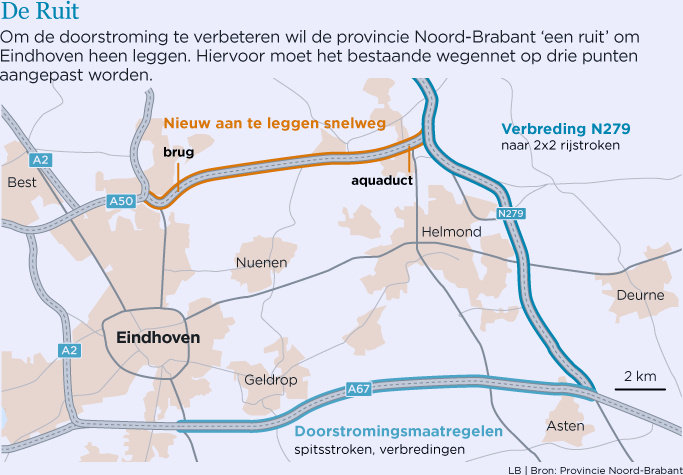 De Ruit
Om de doorstroming te verbeteren wil de provincie Noord-Brabant ‘een ruit’ om
Eindhoven heen leggen. Hiervoor moet het bestaande wegennet op drie punten
aangepast worden.
Nieuw aan te leggen snelweg
Verbreding N279
naar 2x2 rijstroken
brug
A2
aquaduct
Best
A50
N279
Helmond
Nuenen
Deurne
Eindhoven
A2
Geldrop
A67
2 km
Doorstromingsmaatregelen
spitsstroken, verbredingen
Asten
LB | Bron: Provincie Noord-Brabant